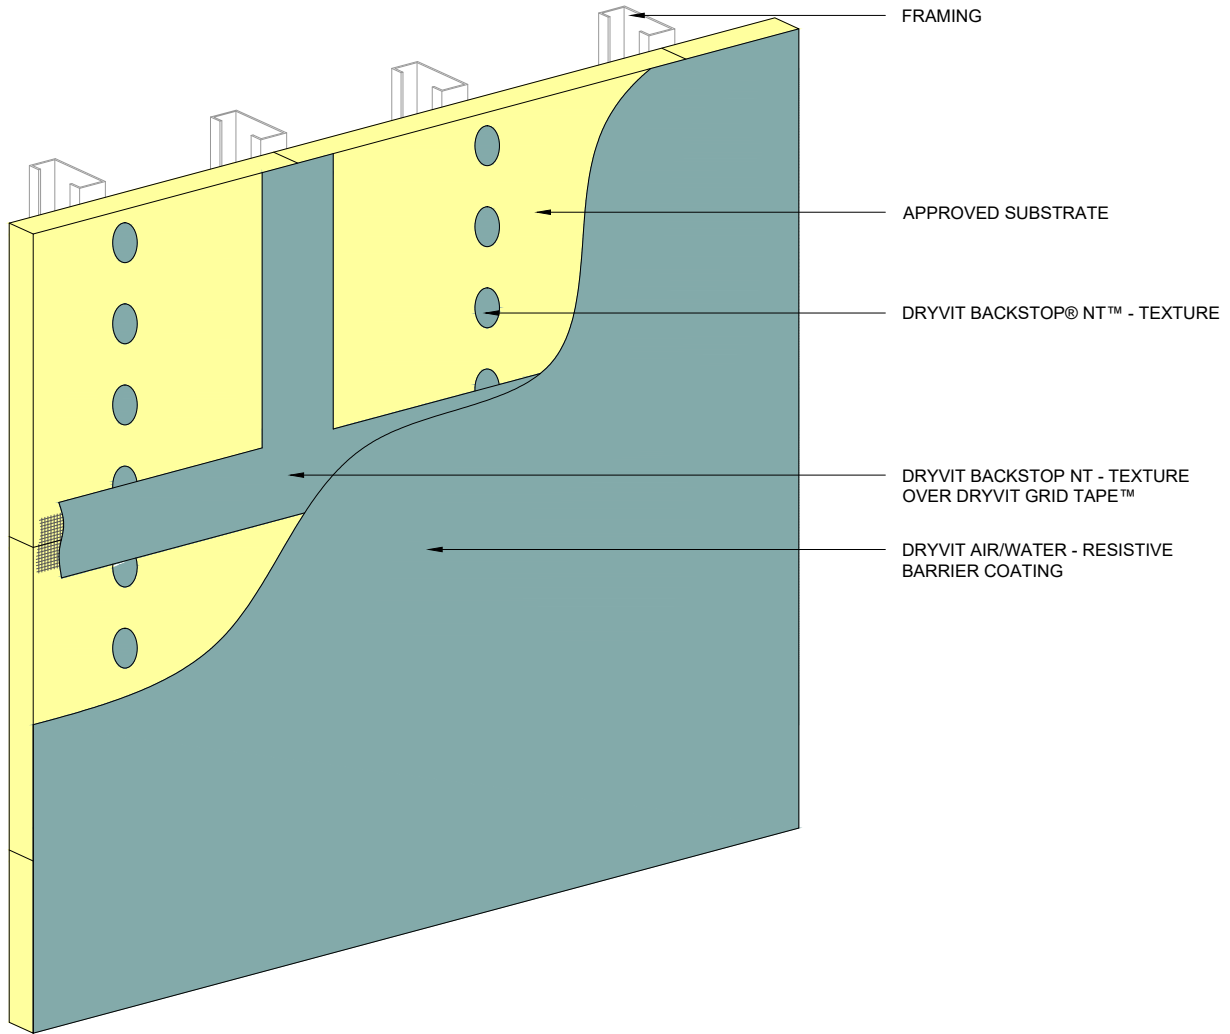 FRAMING
APPROVED SUBSTRATE
DRYVIT BACKSTOP® NT™ - TEXTURE
DRYVIT BACKSTOP NT - TEXTURE
OVER DRYVIT GRID TAPE™
DRYVIT AIR/WATER - RESISTIVE
BARRIER COATING